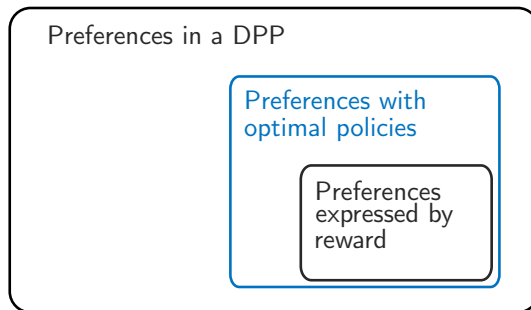 Preferences in a DPP
Preferences with
optimal policies
Preferences
expressed by
reward